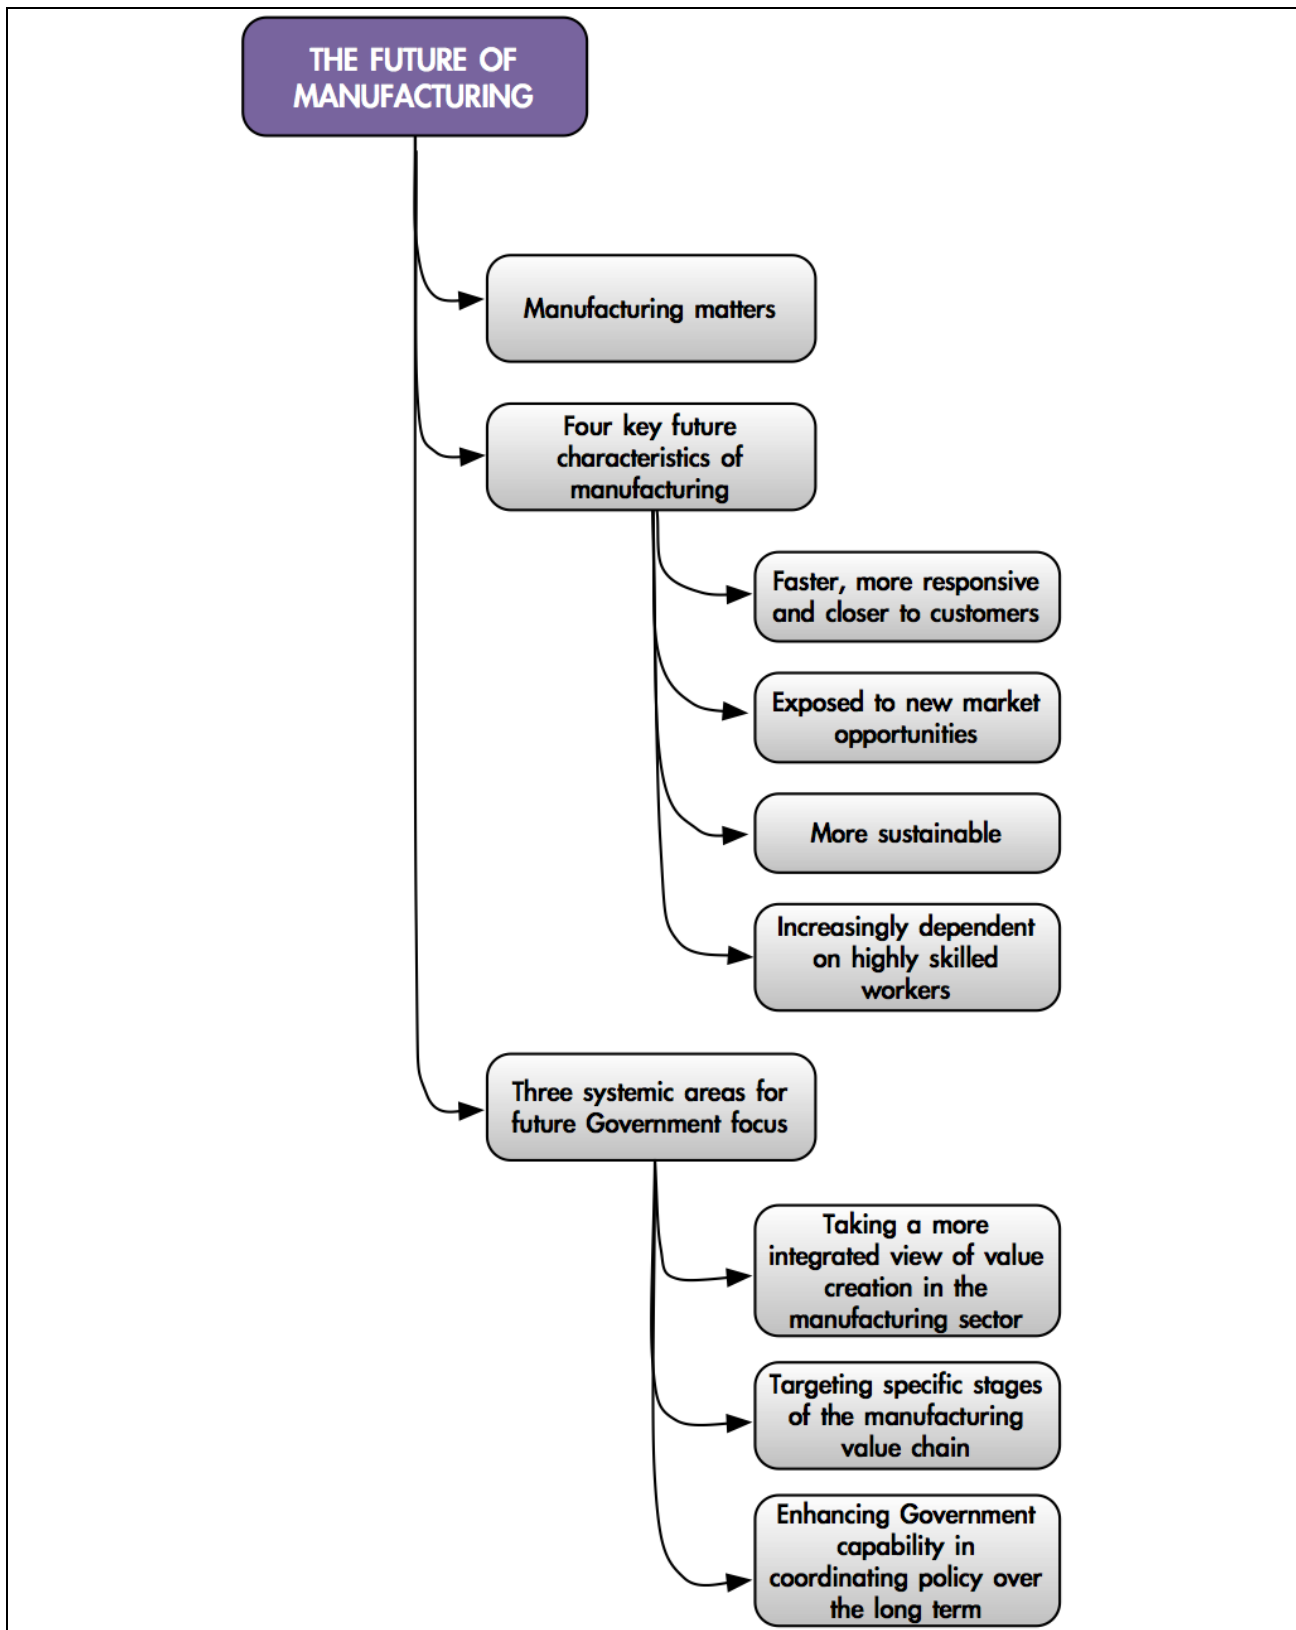 THE FUTURE OF
MANUFACTURING
Manufacturing matters
Four key future
characteristics of
manufacturing
Faster, more responsive
and closer to customers
Exposed to new market
opportunities
More sustainable
Increasingly dependent
on highly skilled
workers
Three systemic areas for
future Government focus
Taking a more
integrated view of value
creation in the
manufacturing sector
Targeting specific stages
of the manufacturing
value chain
Enhancing Government
capability in
coordinating policy over
the long term